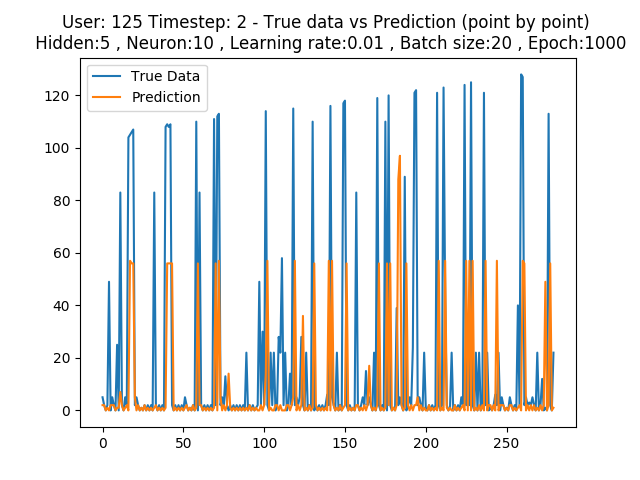 User: 125 Timestep: 2 - True data vs Prediction (point by point)
Hidden:5 , Neuron:10 , Learning rate:0.01 , Batch size:20 , Epoch:1000
True Data
Prediction
120
100
80
60
40
20
0
0 50 100 150 200 250